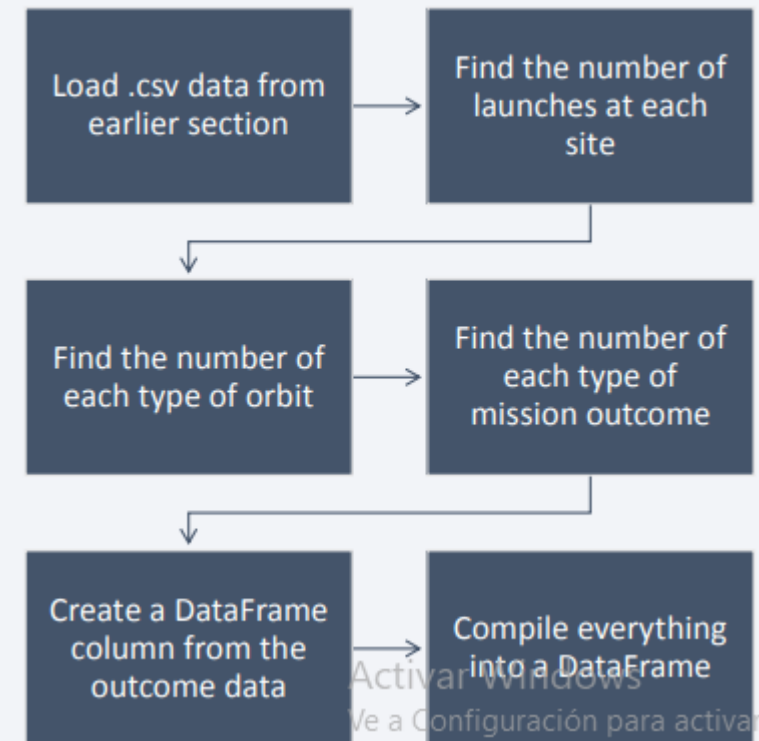 Load .csv data from
earlier section
Find the number of
launches at each
site
Find the number of
each type of orbit
Find the number of
each type of
mission outcome
Create a DataFrame
column from the
outcome data
Compile everything
into a DataFrame
Activar Windows
Ve a Configuración para activar